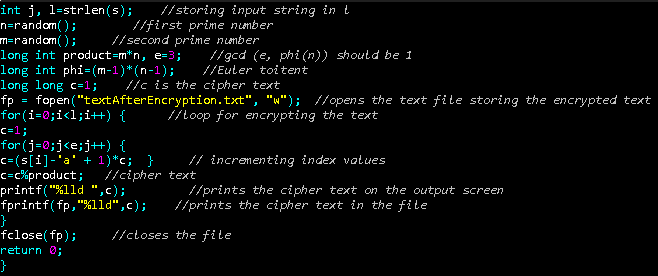 int j, l=strlen(s);    //storing input string in l
n=random();        //first prime number
m=random();     //second prime number
long int product=m*n, e=3;    //gcd (e, phi(n)) should be 1
long int phi=(m-1)*(n-1);    //Euler toitent
long long c=1;    //c is the cipher text
fp = fopen("textAfterEncryption.txt", "w");  //opens the text file storing the encrypted text
for(i=0;i<l;i++) {      //loop for encrypting the text
c=1;
for(j=0;j<e;j++) {
c=(s[i]-'a' + 1)*c;  }     // incrementing index values
c=c%product;   //cipher text
printf("%lld ",c);         //prints the cipher text on the output screen
fprintf(fp,"%lld",c);    //prints the cipher text in the file
}
fclose(fp);     //closes the file
return 0;
}